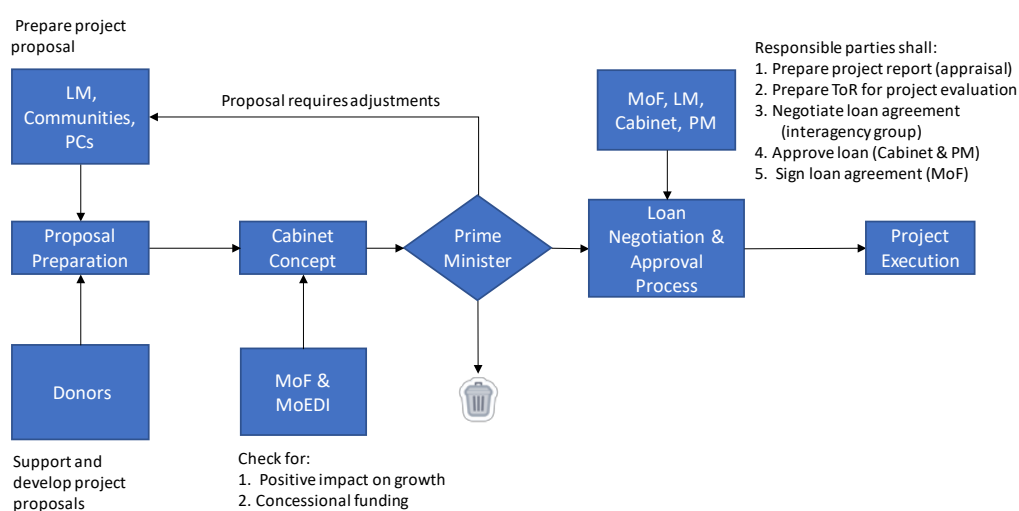 Prepare project
proposal
LM,
Communities,
PCs
Proposal requires adjustments
MoF, LM,
Cabinet, PM
Responsible parties shall:
1. Prepare project report (appraisal)
2. Prepare ToR for project evaluation
3. Negotiate loan agreement
(interagency group)
4. Approve loan (Cabinet & PM)
5. Sign loan agreement (MoF)
Proposal
Preparation
Cabinet
Concept
Prime
Minister
Loan
Negotiation &
Approval
Process
Project
Execution
Donors
MoF &
MoEDI
Support and
develop project
proposals
Check for:
1. Positive impact on growth
2. Concessional funding